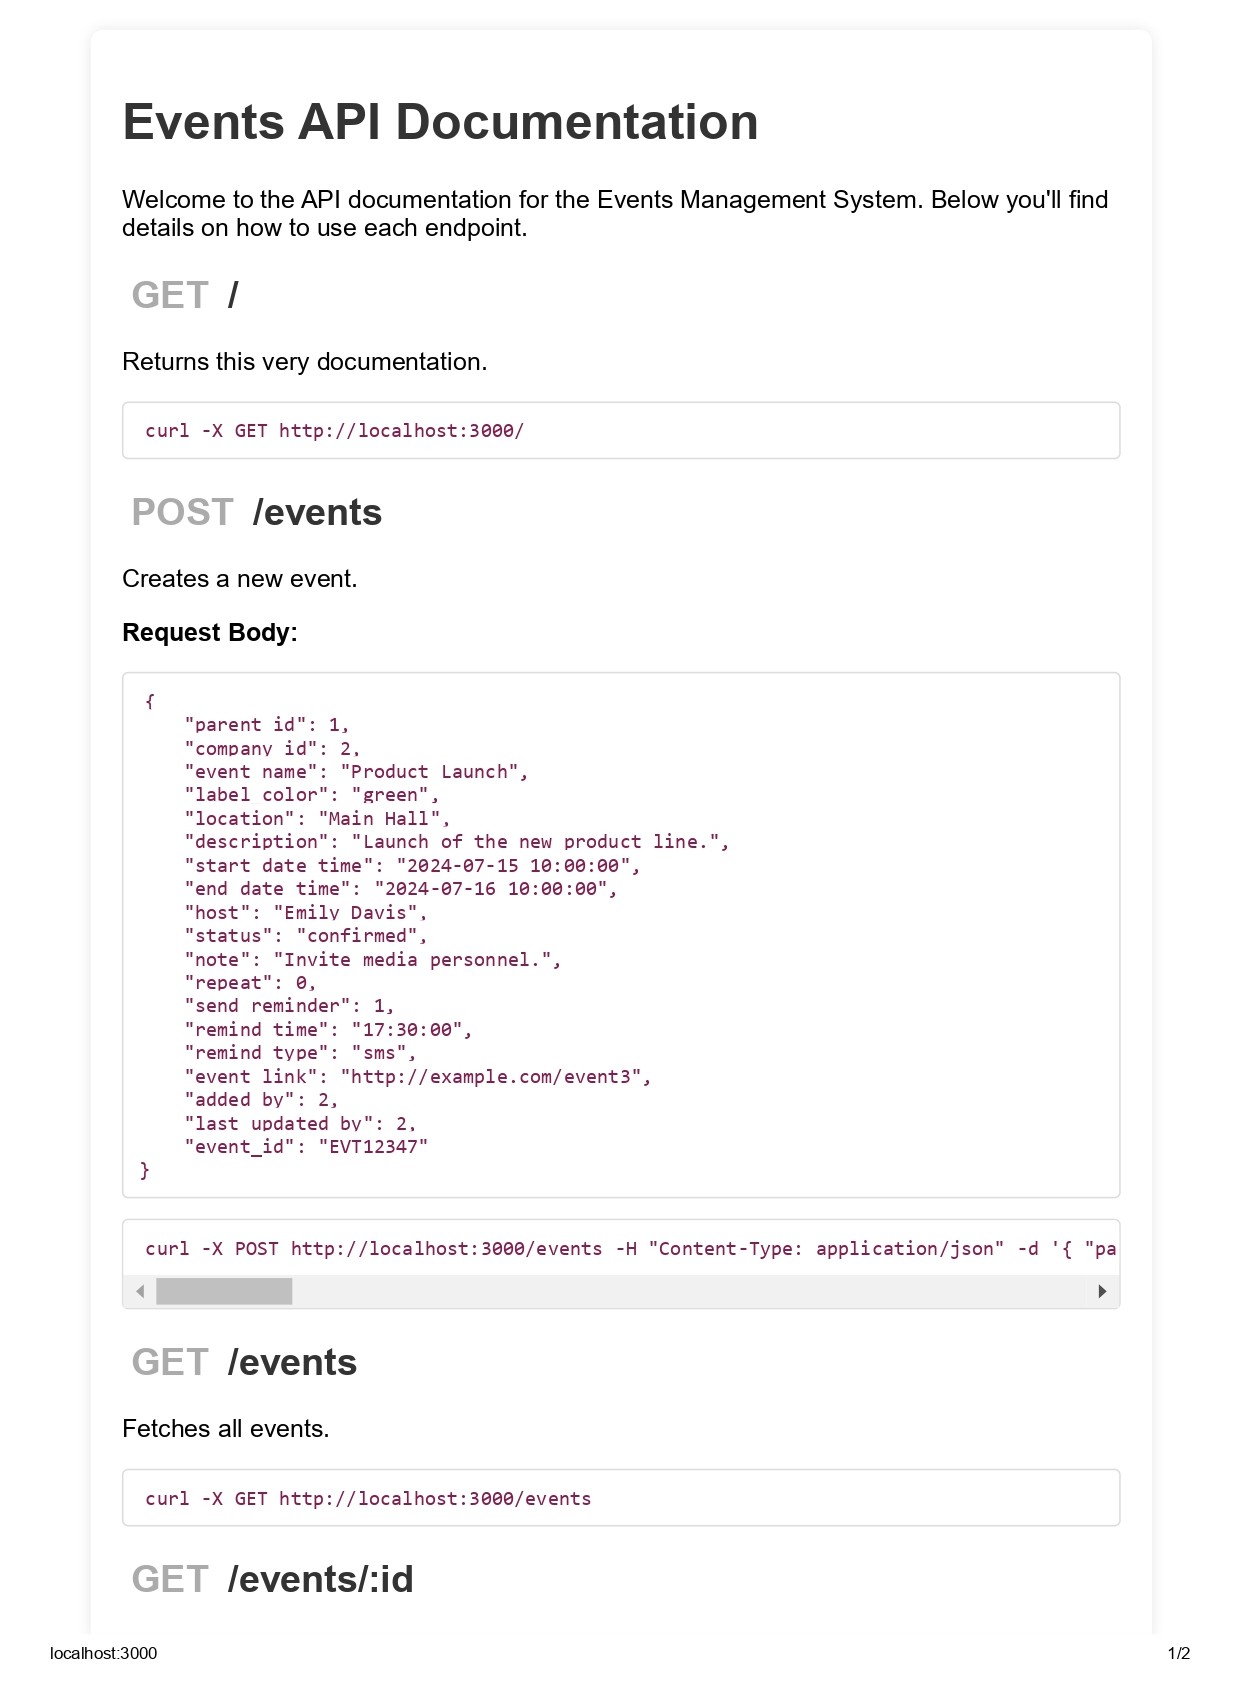 Events API Documentation
Welcome to the API documentation for the Events Management System. Below you'll find
details on how to use each endpoint.
GET /
Returns this very documentation.
curl -X GET http://localhost:3000/
POST /events
Creates a new event.
Request Body:
{
    "parent id": 1,
    "company id": 2,
    "event name": "Product Launch",
    "label color": "green",
    "location": "Main Hall",
    "description": "Launch of the new product line.",
    "start date time": "2024-07-15 10:00:00",
    "end date time": "2024-07-16 10:00:00",
    "host": "Emily Davis",
    "status": "confirmed",
    "note": "Invite media personnel.",
    "repeat": 0,
    "send reminder": 1,
    "remind time": "17:30:00",
    "remind type": "sms",
    "event link": "http://example.com/event3",
    "added by": 2,
    "last updated by": 2,
    "event_id": "EVT12347"
}
curl -X POST http://localhost:3000/events -H "Content-Type: application/json" -d '{ "pa
GET /events
Fetches all events.
curl -X GET http://localhost:3000/events
GET /events/:id
localhost:3000 1/2